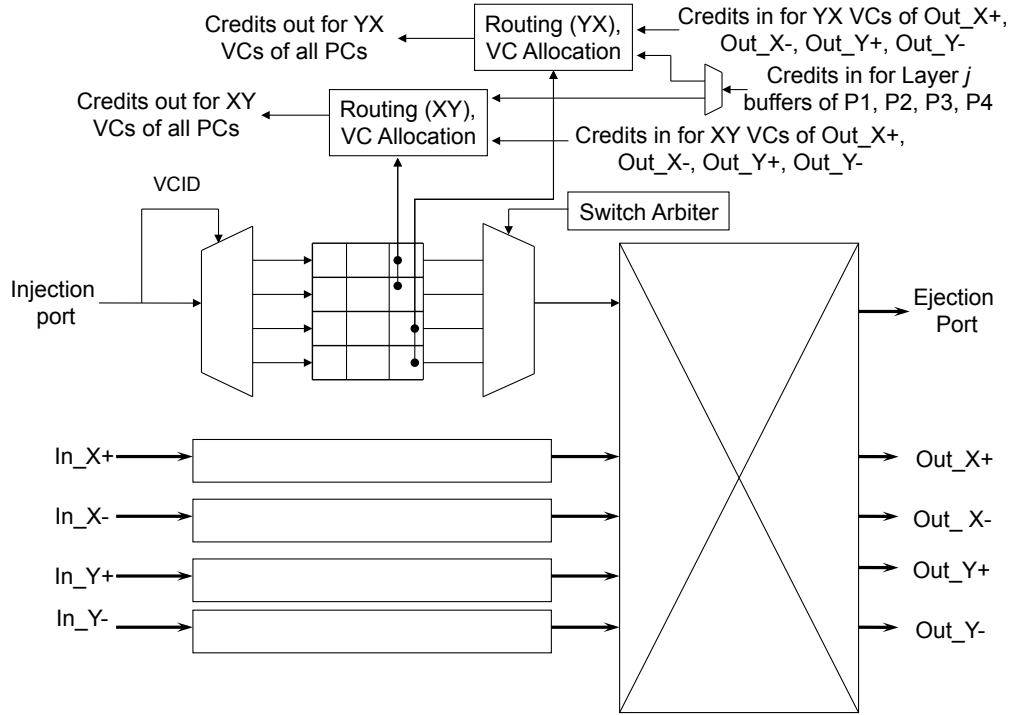 Credits out for YX
VCs of all PCs
Routing (YX),
VC Allocation
Credits in for YX VCs of Out_X+,
Out_X-, Out_Y+, Out_Y-
Credits in for Layer j
buffers of P1, P2, P3, P4
Credits out for XY
VCs of all PCs
Routing (XY),
VC Allocation
Credits in for XY VCs of Out_X+,
Out_X-, Out_Y+, Out_Y-
VCID
Switch Arbiter
Injection
port
Ejection
Port
In_X+
Out_X+
In_X-
Out_ X-
In_Y+
Out_Y+
In_Y-
Out_Y-